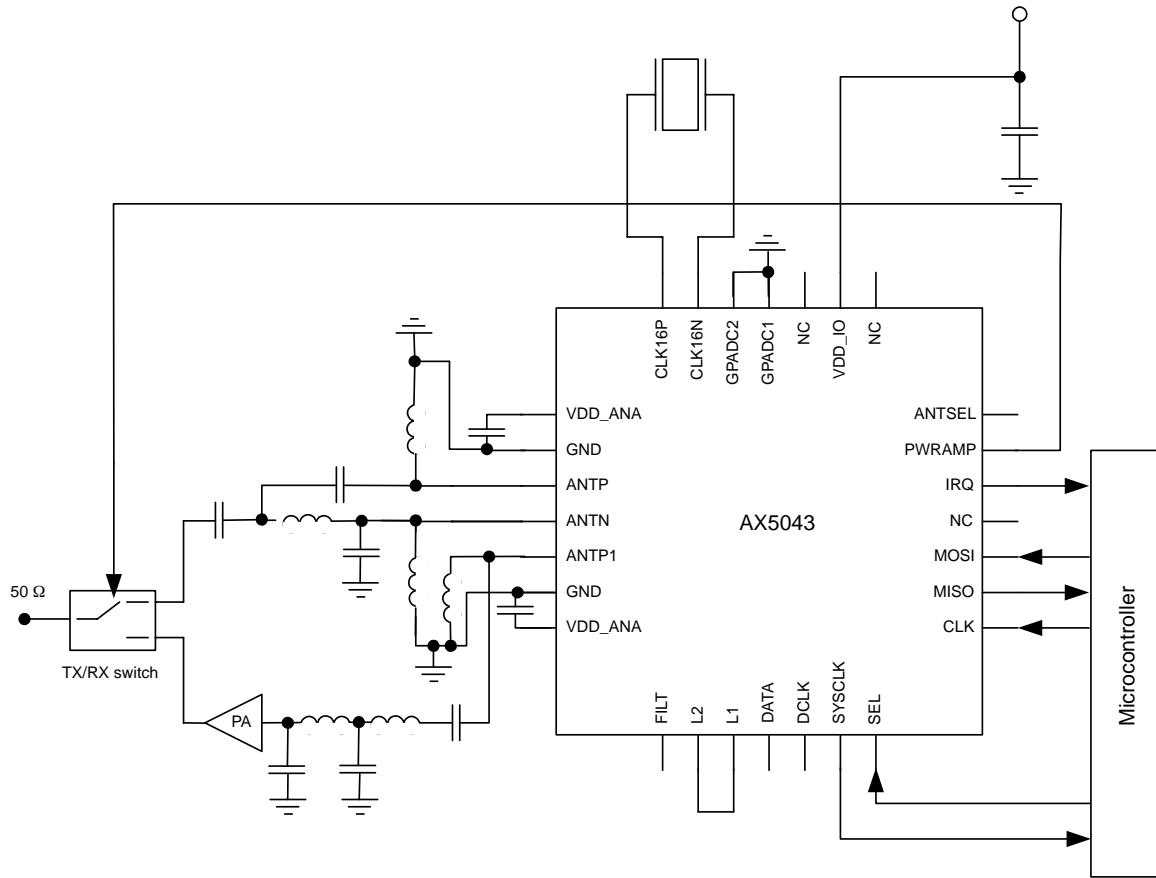 CLK16P
CLK16N
GPADC2
GPADC1
NC
VDD_IO
NC
VDD_ANA
GND
ANTP
ANTN
ANTP1
GND
VDD_ANA
AX5043
ANTSEL
PWRAMP
IRQ
NC
MOSI
MISO
CLK
Microcontroller
50 Ω
TX/RX switch
PA
FILT
L2
L1
DATA
DCLK
SYSCLK
SEL